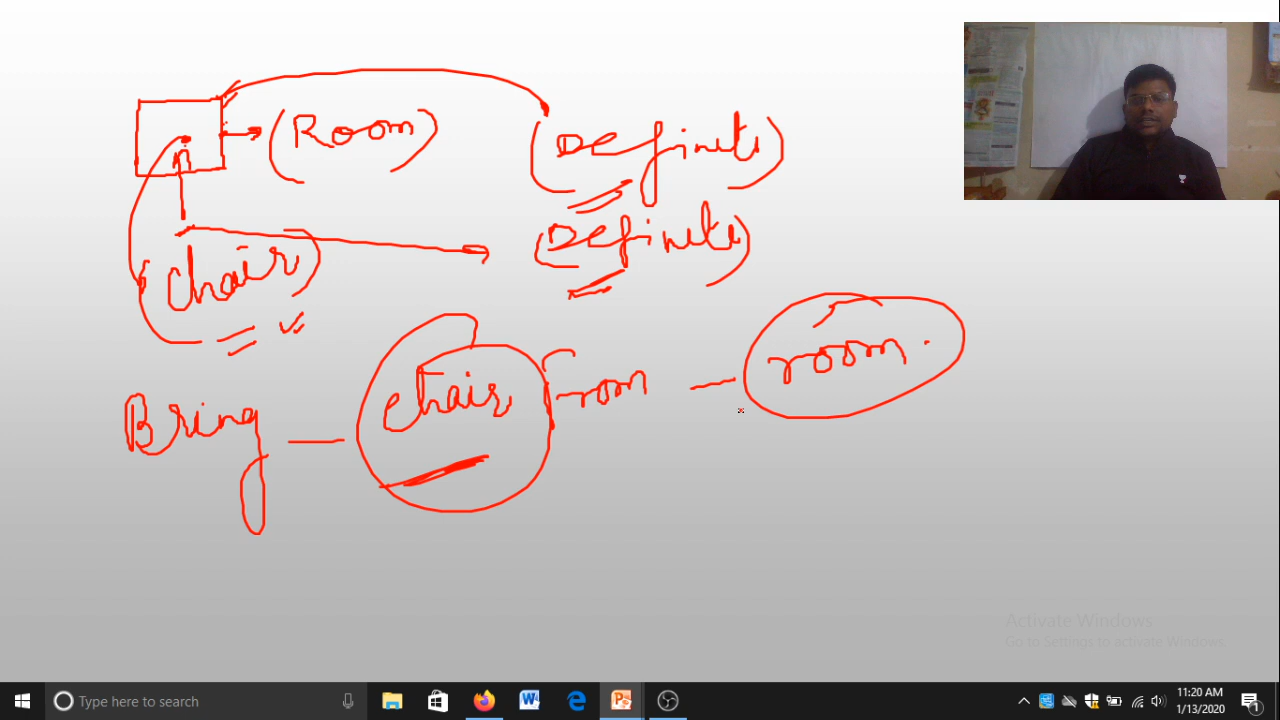 (Room) (Definite)
(chair) (Definite)
Bring — chair From — room.
Activate Windows
Go to Settings to activate Windows.
Type here to search
11:20 AM
1/13/2020